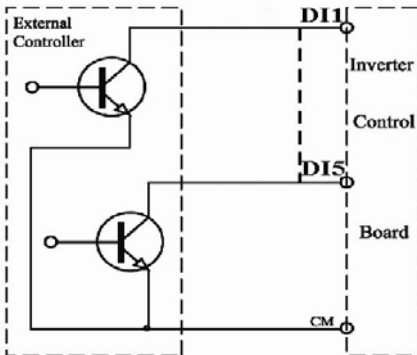 External
Controller
DI1
Inverter
Control
DI5
Board
CM